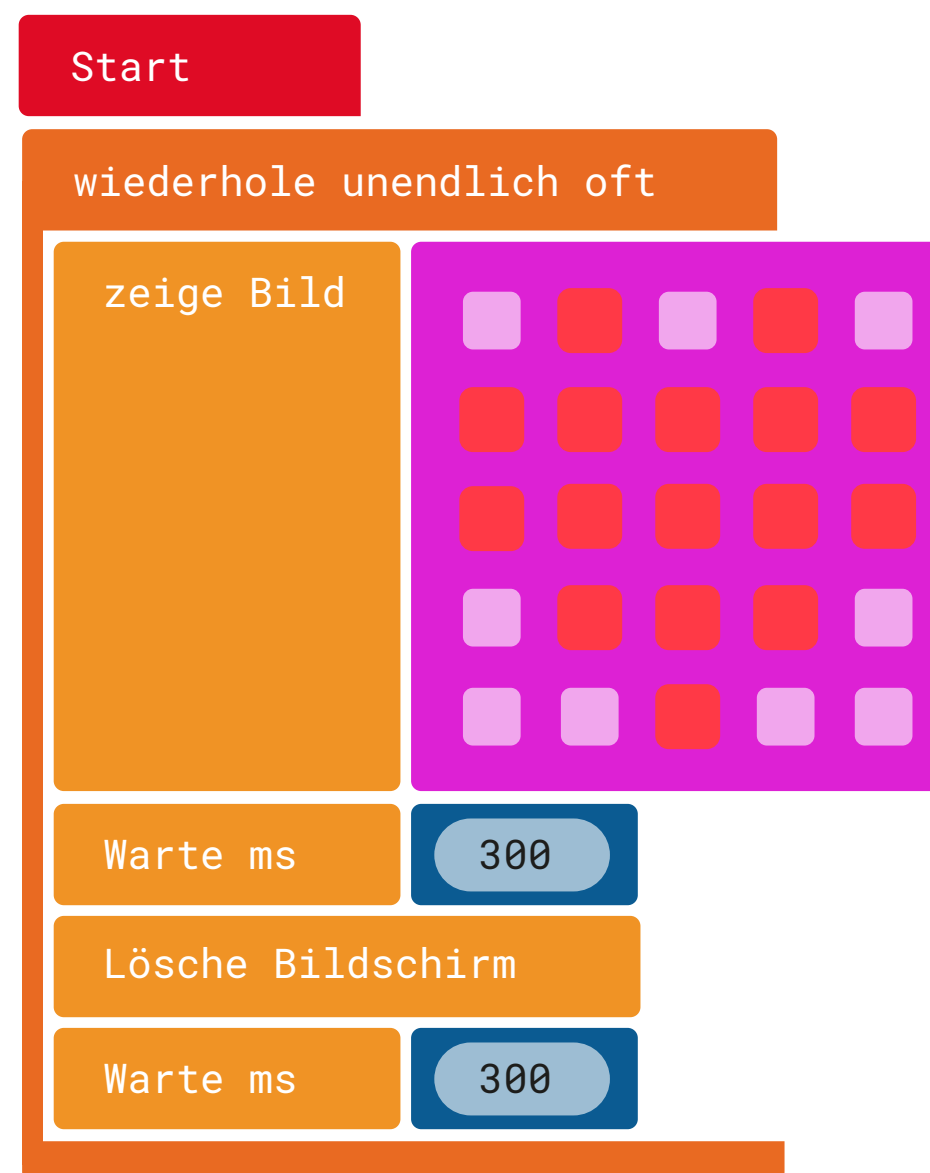 Start
wiederhole unendlich oft
zeige Bild
Warte ms 300
Lösche Bildschirm
Warte ms 300